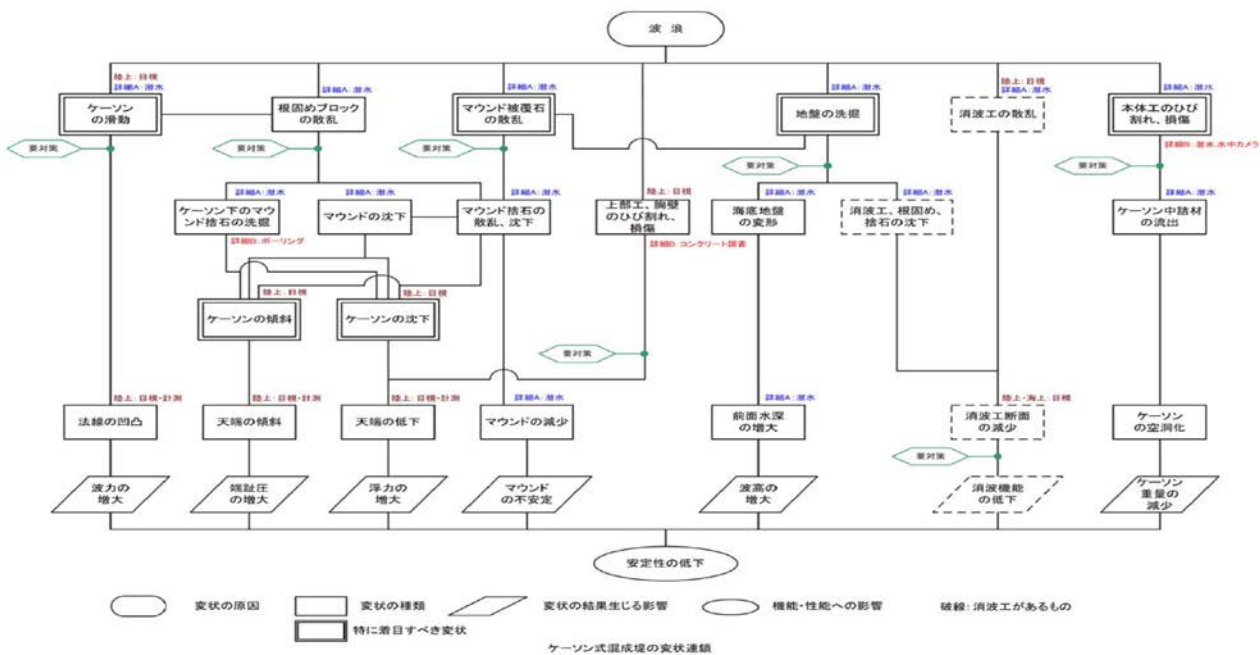 波 浪
陸上:目視
詳細A:潜水
ケーソン
の滑動
要対策
詳細A:潜水
根固めブロック
の散乱
要対策
詳細A:潜水
マウンド被覆石
の散乱
要対策
詳細A:潜水
地盤の洗掘
要対策
陸上:目視
詳細A:潜水
消波工の散乱
詳細A:潜水
本体工のひび
割れ、損傷
詳細B:潜水、水中カメラ
要対策
詳細A:潜水
ケーソン下のマウ
ンド捨石の洗掘
詳細B:ボーリング
詳細A:潜水
マウンドの沈下
詳細A:潜水
マウンド捨石の
散乱、沈下
陸上:目視
上部工、胸壁
のひび割れ、
損傷
詳細B:コンクリート調査
詳細A:潜水
海底地盤
の変形
詳細A:潜水
消波工、根固め、
捨石の沈下
詳細A:潜水
ケーソン中詰材
の流出
陸上:目視
ケーソンの傾斜
陸上:目視
ケーソンの沈下
要対策
陸上:目視・計測
法線の凹凸
陸上:目視・計測
天端の傾斜
陸上:目視・計測
天端の低下
詳細A:潜水
マウンドの減少
詳細A:潜水
前面水深
の増大
陸上・海上:目視
消波工断面
の減少
要対策
ケーソン
の空洞化
波力の
増大
端趾圧
の増大
浮力の
増大
マウンド
の不安定
波高の
増大
消波機能
の低下
ケーソン
重量の
減少
安定性の低下
変状の原因
変状の種類
変状の結果生じる影響
機能・性能への影響
破線:消波工があるもの
特に着目すべき変状
ケーソン式混成堤の変状連鎖